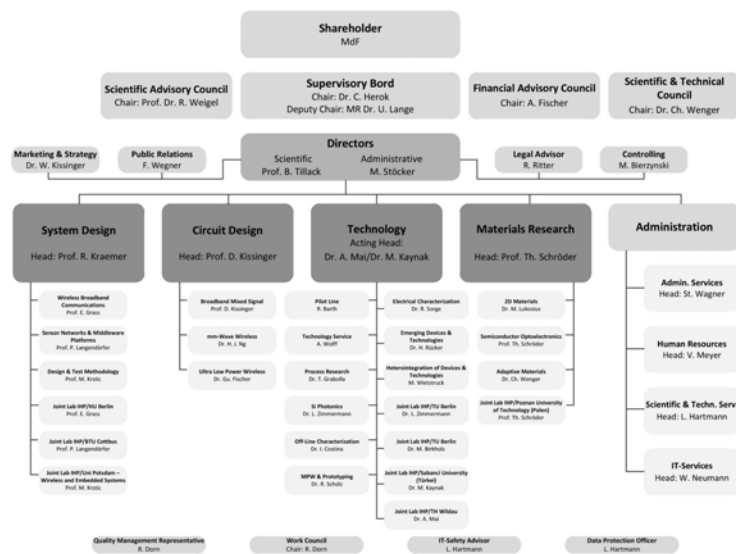 Shareholder
MdF
Scientific Advisory Council
Chair: Prof. Dr. R. Weigel
Supervisory Bord
Chair: Dr. C. Herok
Deputy Chair: MR Dr. U. Lange
Financial Advisory Council
Chair: A. Fischer
Scientific & Technical
Council
Chair: Dr. Ch. Wenger
Directors
Scientific
Prof. B. Tillack
Administrative
M. Stöcker
Marketing & Strategy
Dr. W. Kissinger
Public Relations
F. Wegner
Legal Advisor
R. Ritter
Controlling
M. Bierzynski
System Design
Head: Prof. R. Kraemer
Circuit Design
Head: Prof. D. Kissinger
Technology
Acting Head:
Dr. A. Mai/Dr. M. Kaynak
Materials Research
Head: Prof. Th. Schröder
Administration
Wireless Broadband
Communications
Prof. E. Grass
Sensor Networks & Middleware
Platforms
Prof. P. Langendörfer
Design & Test Methodology
Prof. M. Krstic
Joint Lab IHP/HU Berlin
Prof. E. Grass
Joint Lab IHP/BTU Cottbus
Prof. P. Langendörfer
Joint Lab IHP/Uni Potsdam –
Wireless and Embedded Systems
Prof. M. Krstic
Broadband Mixed Signal
Prof. D. Kissinger
mm-Wave Wireless
Dr. H. J. Ng
Ultra Low Power Wireless
Dr. Gu. Fischer
Pilot Line
R. Barth
Technology Service
A. Wolff
Process Research
Dr. T. Grabolla
Si Photonics
Dr. L. Zimmermann
Off-Line Characterization
Dr. I. Costina
MPW & Prototyping
Dr. R. Scholz
Electrical Characterization
Dr. R. Sorge
Emerging Devices &
Technologies
Dr. H. Rücker
Heterointegration of Devices &
Technologies
M. Wietstruck
Joint Lab IHP/TU Berlin
Dr. L. Zimmermann
Joint Lab IHP/TU Berlin
Dr. M. Birkholz
Joint Lab IHP/Sabanci University
(Türkei)
Dr. M. Kaynak
Joint Lab IHP/TH Wildau
Dr. A. Mai
2D Materials
Dr. M. Lukosius
Semiconductor Optoelectronics
Prof. Th. Schröder
Adaptive Materials
Dr. Ch. Wenger
Joint Lab IHP/Poznan University
of Technology (Polen)
Prof. Th. Schröder
Admin. Services
Head: St. Wagner
Human Resources
Head: V. Meyer
Scientific & Techn. Serv
Head: L. Hartmann
IT-Services
Head: W. Neumann
Quality Management Representative
R. Dorn
Work Council
Chair: R. Dorn
IT-Safety Advisor
L. Hartmann
Data Protection Officer
L. Hartmann